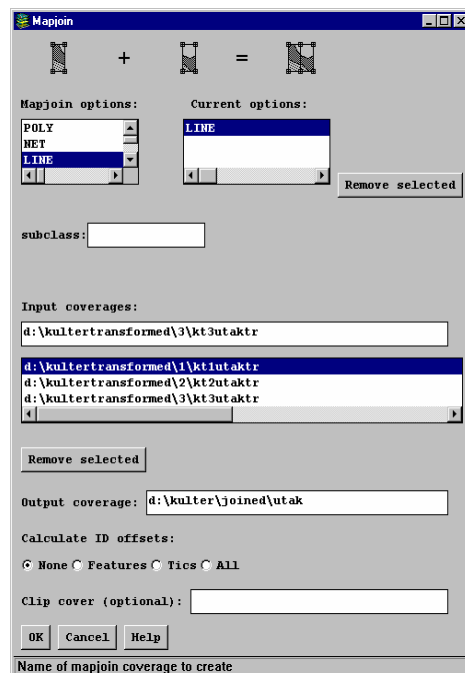 Mapjoin
+ =
Mapjoin options: Current options:
POLY
NET
LINE
LINE
Remove selected
subclass:
Input coverages:
d:\kultertransformed\3\kt3utaktr
d:\kultertransformed\1\kt1utaktr
d:\kultertransformed\2\kt2utaktr
d:\kultertransformed\3\kt3utaktr
Remove selected
Output coverage: d:\kulter\joined\utak
Calculate ID offsets:
None Features Tics All
Clip cover (optional):
OK Cancel Help
Name of mapjoin coverage to create